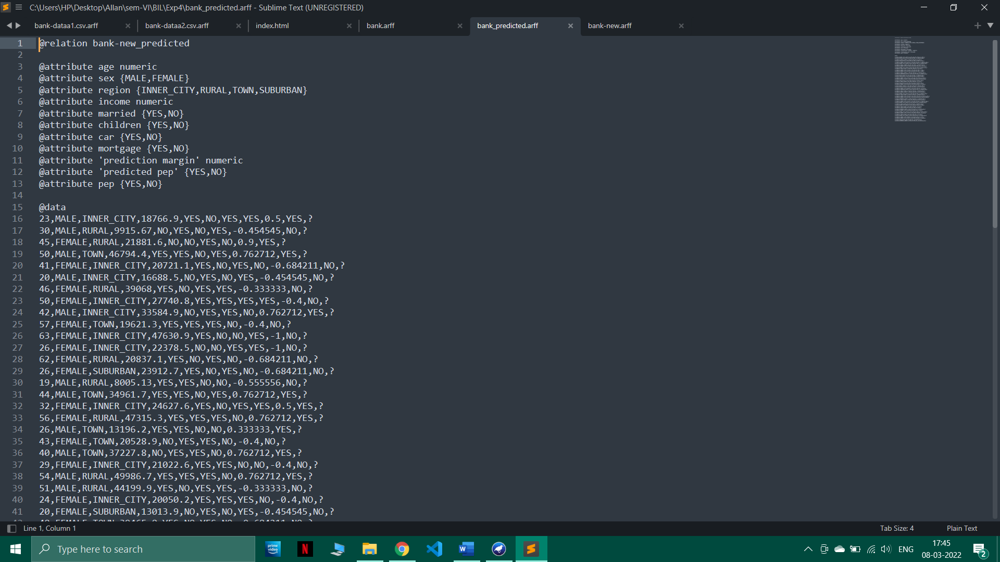 C:\Users\HP\Desktop\Allan\sem-VI\BIL\Exp4\bank_predicted.arff - Sublime Text (UNREGISTERED)
bank-dataa1.csv.arff
bank-dataa2.csv.arff
index.html
bank.arff
bank_predicted.arff
bank-new.arff
1 @relation bank-new_predicted
2
3 @attribute age numeric
4 @attribute sex {MALE,FEMALE}
5 @attribute region {INNER_CITY,RURAL,TOWN,SUBURBAN}
6 @attribute income numeric
7 @attribute married {YES,NO}
8 @attribute children {YES,NO}
9 @attribute car {YES,NO}
10 @attribute mortgage {YES,NO}
11 @attribute 'prediction margin' numeric
12 @attribute 'predicted pep' {YES,NO}
13 @attribute pep {YES,NO}
14
15 @data
16 23,MALE,INNER_CITY,18766.9,YES,NO,YES,YES,0.5,YES,?
17 30,MALE,RURAL,9915.67,NO,YES,NO,YES,-0.454545,NO,?
18 45,FEMALE,RURAL,21881.6,NO,NO,YES,NO,0.9,YES,?
19 50,MALE,TOWN,46794.4,YES,YES,NO,YES,0.762712,YES,?
20 41,FEMALE,INNER_CITY,20721.1,YES,NO,YES,NO,-0.684211,NO,?
21 20,MALE,INNER_CITY,16688.5,NO,YES,NO,YES,-0.454545,NO,?
22 46,FEMALE,RURAL,39068,YES,NO,YES,YES,-0.333333,NO,?
23 50,FEMALE,INNER_CITY,27740.8,YES,YES,YES,YES,-0.4,NO,?
24 42,MALE,INNER_CITY,33584.9,NO,YES,YES,NO,0.762712,YES,?
25 57,FEMALE,TOWN,19621.3,YES,YES,YES,NO,-0.4,NO,?
26 63,FEMALE,INNER_CITY,47630.9,YES,NO,NO,YES,-1,NO,?
27 26,FEMALE,INNER_CITY,22378.5,NO,NO,YES,YES,-1,NO,?
28 62,FEMALE,RURAL,20837.1,YES,NO,YES,NO,-0.684211,NO,?
29 26,FEMALE,SUBURBAN,23912.7,YES,NO,YES,NO,-0.684211,NO,?
30 19,MALE,RURAL,8005.13,YES,YES,NO,NO,-0.555556,NO,?
31 44,MALE,TOWN,34961.7,YES,YES,NO,YES,0.762712,YES,?
32 32,FEMALE,INNER_CITY,24627.6,YES,NO,YES,YES,0.5,YES,?
33 56,FEMALE,RURAL,47315.3,YES,YES,YES,NO,0.762712,YES,?
34 26,MALE,TOWN,13196.2,YES,YES,NO,NO,0.333333,YES,?
35 43,FEMALE,TOWN,20528.9,NO,YES,YES,NO,-0.4,NO,?
36 40,MALE,TOWN,37227.8,NO,YES,YES,NO,0.762712,YES,?
37 29,FEMALE,INNER_CITY,21022.6,YES,YES,NO,NO,-0.4,NO,?
38 54,MALE,RURAL,49986.7,YES,YES,YES,NO,0.762712,YES,?
39 51,MALE,RURAL,44199.9,YES,NO,YES,YES,-0.333333,NO,?
40 24,FEMALE,INNER_CITY,20050.2,YES,YES,YES,NO,-0.4,NO,?
41 20,FEMALE,SUBURBAN,13013.9,NO,YES,NO,YES,-0.454545,NO,?
Line 1, Column 1
Tab Size: 4
Plain Text
Type here to search
prime video
ENG
17:45
08-03-2022
2